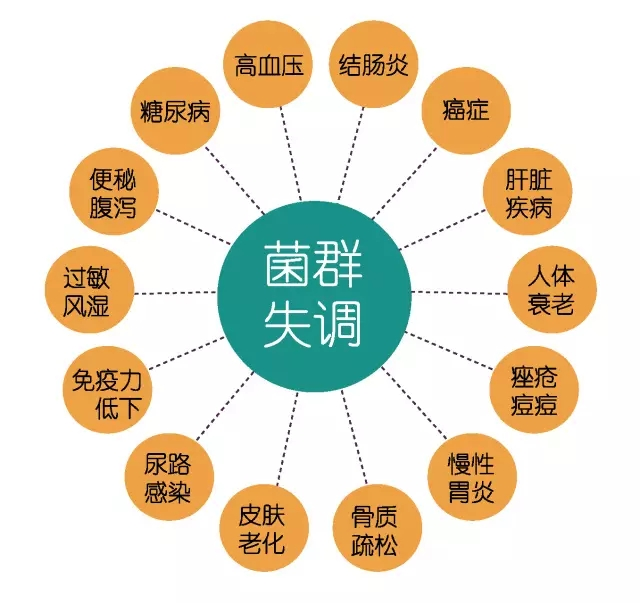 菌群
失调
高血压
结肠炎
癌症
肝脏
疾病
人体
衰老
痤疮
痘痘
慢性
胃炎
骨质
疏松
皮肤
老化
尿路
感染
免疫力
低下
过敏
风湿
便秘
腹泻
糖尿病